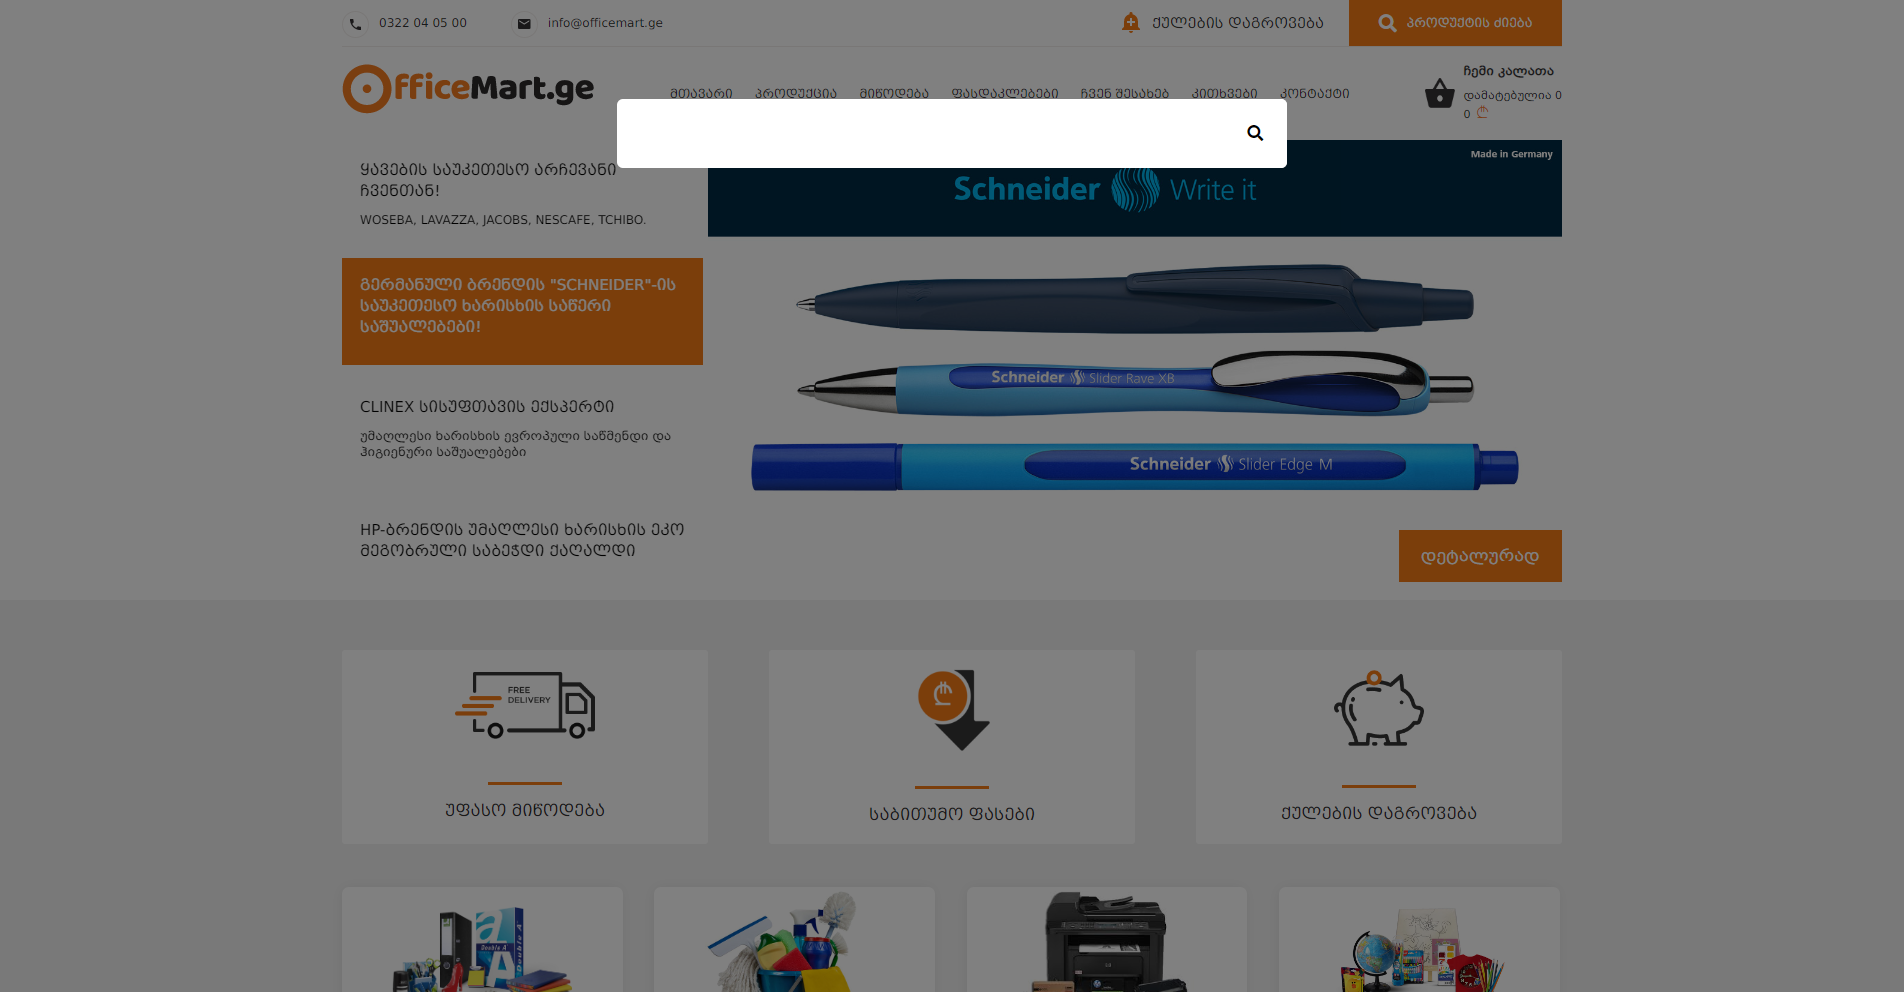 0322 04 05 00
info@officemart.ge
ქულების დაგროვება
პროდუქტის ძიება
OfficeMart.ge
მთავარი
პროდუქცია
მიწოდება
ფასდაკლებები
ჩვენ შესახებ
კითხვები
კონტაქტი
ჩემი კალათა
დამატებულია 0
0 ₾
ყავების საუკეთესო არჩევანი
ჩვენთან!
WOSEBA, LAVAZZA, JACOBS, NESCAFE, TCHIBO.
გერმანული ბრენდის "SCHNEIDER"-ის
საუკეთესო ხარისხის საწერი
საშუალებები!
CLINEX სისუფთავის ექსპერტი
უმაღლესი ხარისხის ევროპული საწმენდი და
ჰიგიენური საშუალებები
HP-ბრენდის უმაღლესი ხარისხის ეკო
მეგობრული საბეჭდი ქაღალდი
Made in Germany
Schneider Write it
Schneider Slider Rave XB
Schneider Slider Edge M
დეტალურად
FREE
DELIVERY
უფასო მიწოდება
₾
საბითუმო ფასები
ქულების დაგროვება
a
Double A
A
Double A
hp